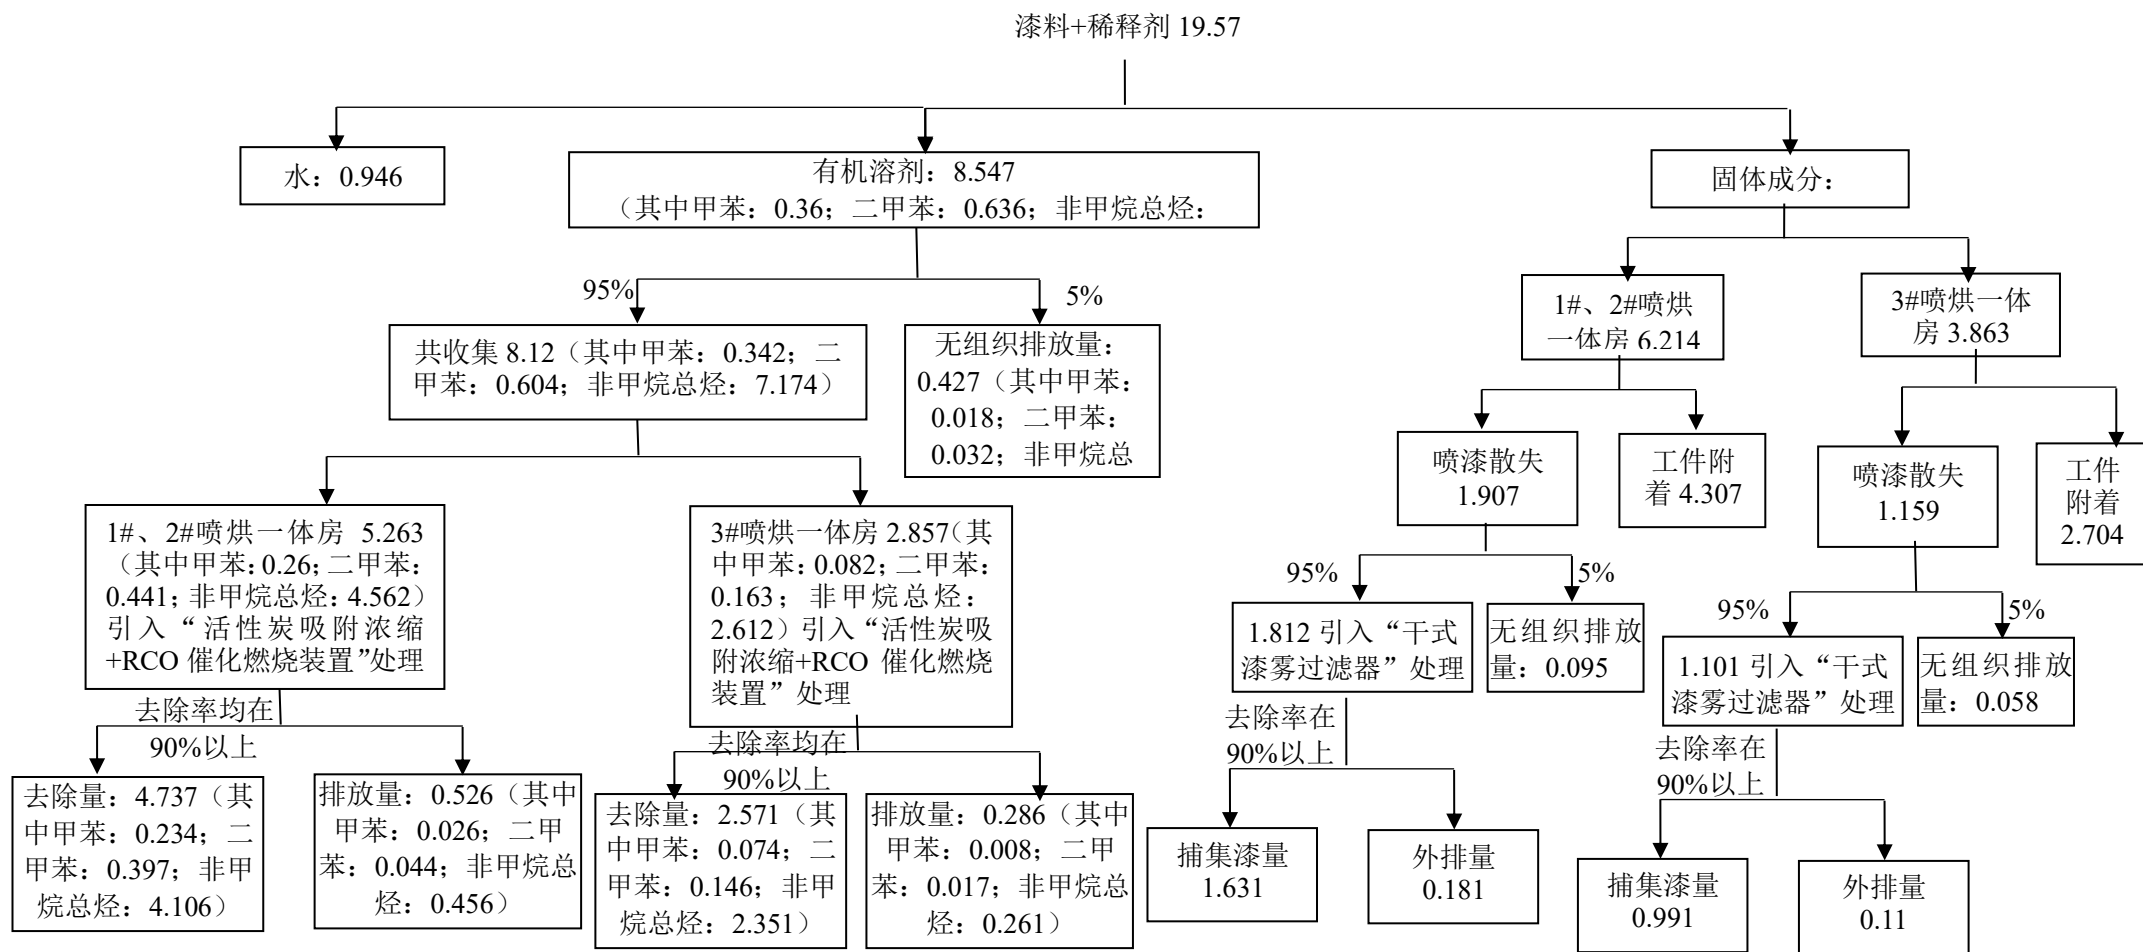 漆料+稀释剂 19.57
水：0.946
有机溶剂：8.547
（其中甲苯：0.36；二甲苯：0.636；非甲烷总烃：
固体成分：
95%
5%
1#、2#喷烘
一体房 6.214
3#喷烘一体
房 3.863
共收集 8.12（其中甲苯：0.342；二
甲苯：0.604；非甲烷总烃：7.174）
无组织排放量：
0.427（其中甲苯：
0.018；二甲苯：
0.032；非甲烷总
喷漆散失
1.907
工件附
着 4.307
喷漆散失
1.159
工件
附着
2.704
1#、2#喷烘一体房 5.263
（其中甲苯：0.26；二甲苯：
0.441；非甲烷总烃：4.562）
引入“活性炭吸附浓缩
+RCO 催化燃烧装置”处理
3#喷烘一体房 2.857（其
中甲苯：0.082；二甲苯：
0.163；非甲烷总烃：
2.612）引入“活性炭吸
附浓缩+RCO 催化燃烧
装置”处理
95%
5%
1.812 引入“干式
漆雾过滤器”处理
无组织排放
量：0.095
95%
5%
1.101 引入“干式
漆雾过滤器”处理
无组织排放
量：0.058
去除率均在
90%以上
去除率均在
90%以上
去除率在
90%以上
去除率在
90%以上
去除量：4.737（其
中甲苯：0.234；二
甲苯：0.397；非甲
烷总烃：4.106）
排放量：0.526（其中
甲苯：0.026；二甲
苯：0.044；非甲烷总
烃：0.456）
去除量：2.571（其
中甲苯：0.074；二
甲苯：0.146；非甲
烷总烃：2.351）
排放量：0.286（其中
甲苯：0.008；二甲
苯：0.017；非甲烷总
烃：0.261）
捕集漆量
1.631
外排量
0.181
捕集漆量
0.991
外排量
0.11